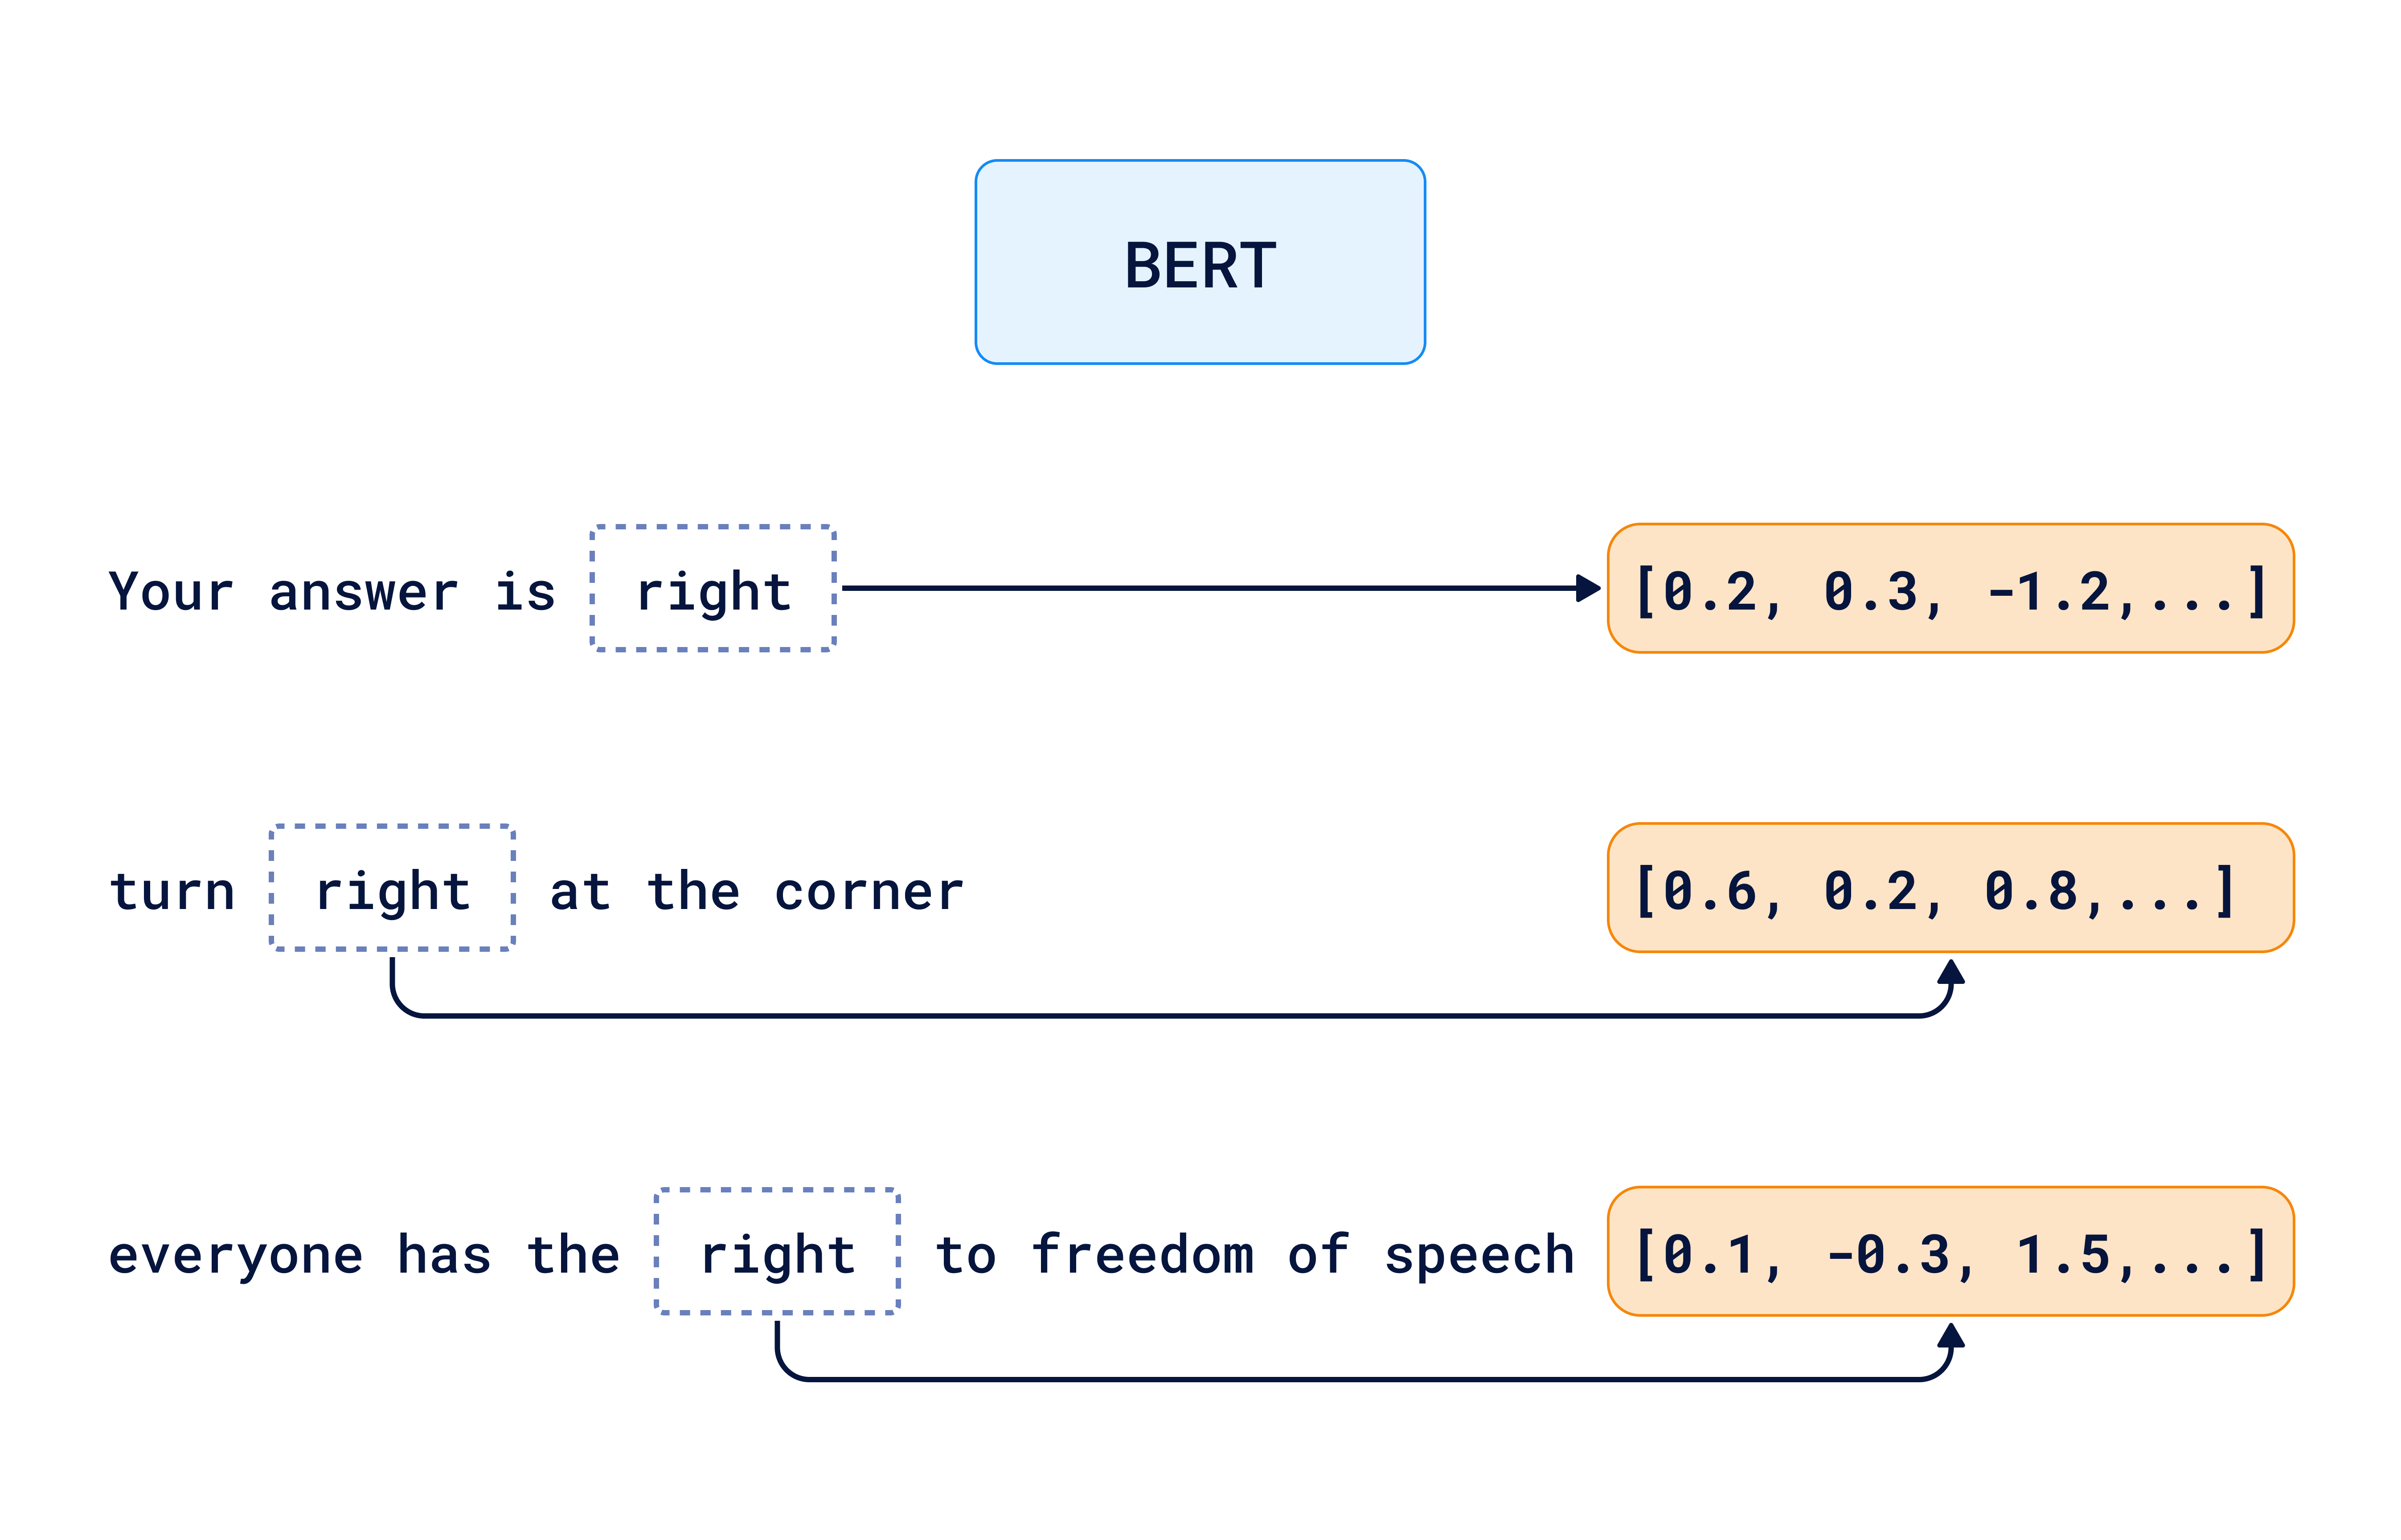 BERT
Your answer is right [0.2, 0.3, -1.2,...]
turn right at the corner [0.6, 0.2, 0.8,...]
everyone has the right to freedom of speech [0.1, -0.3, 1.5,...]